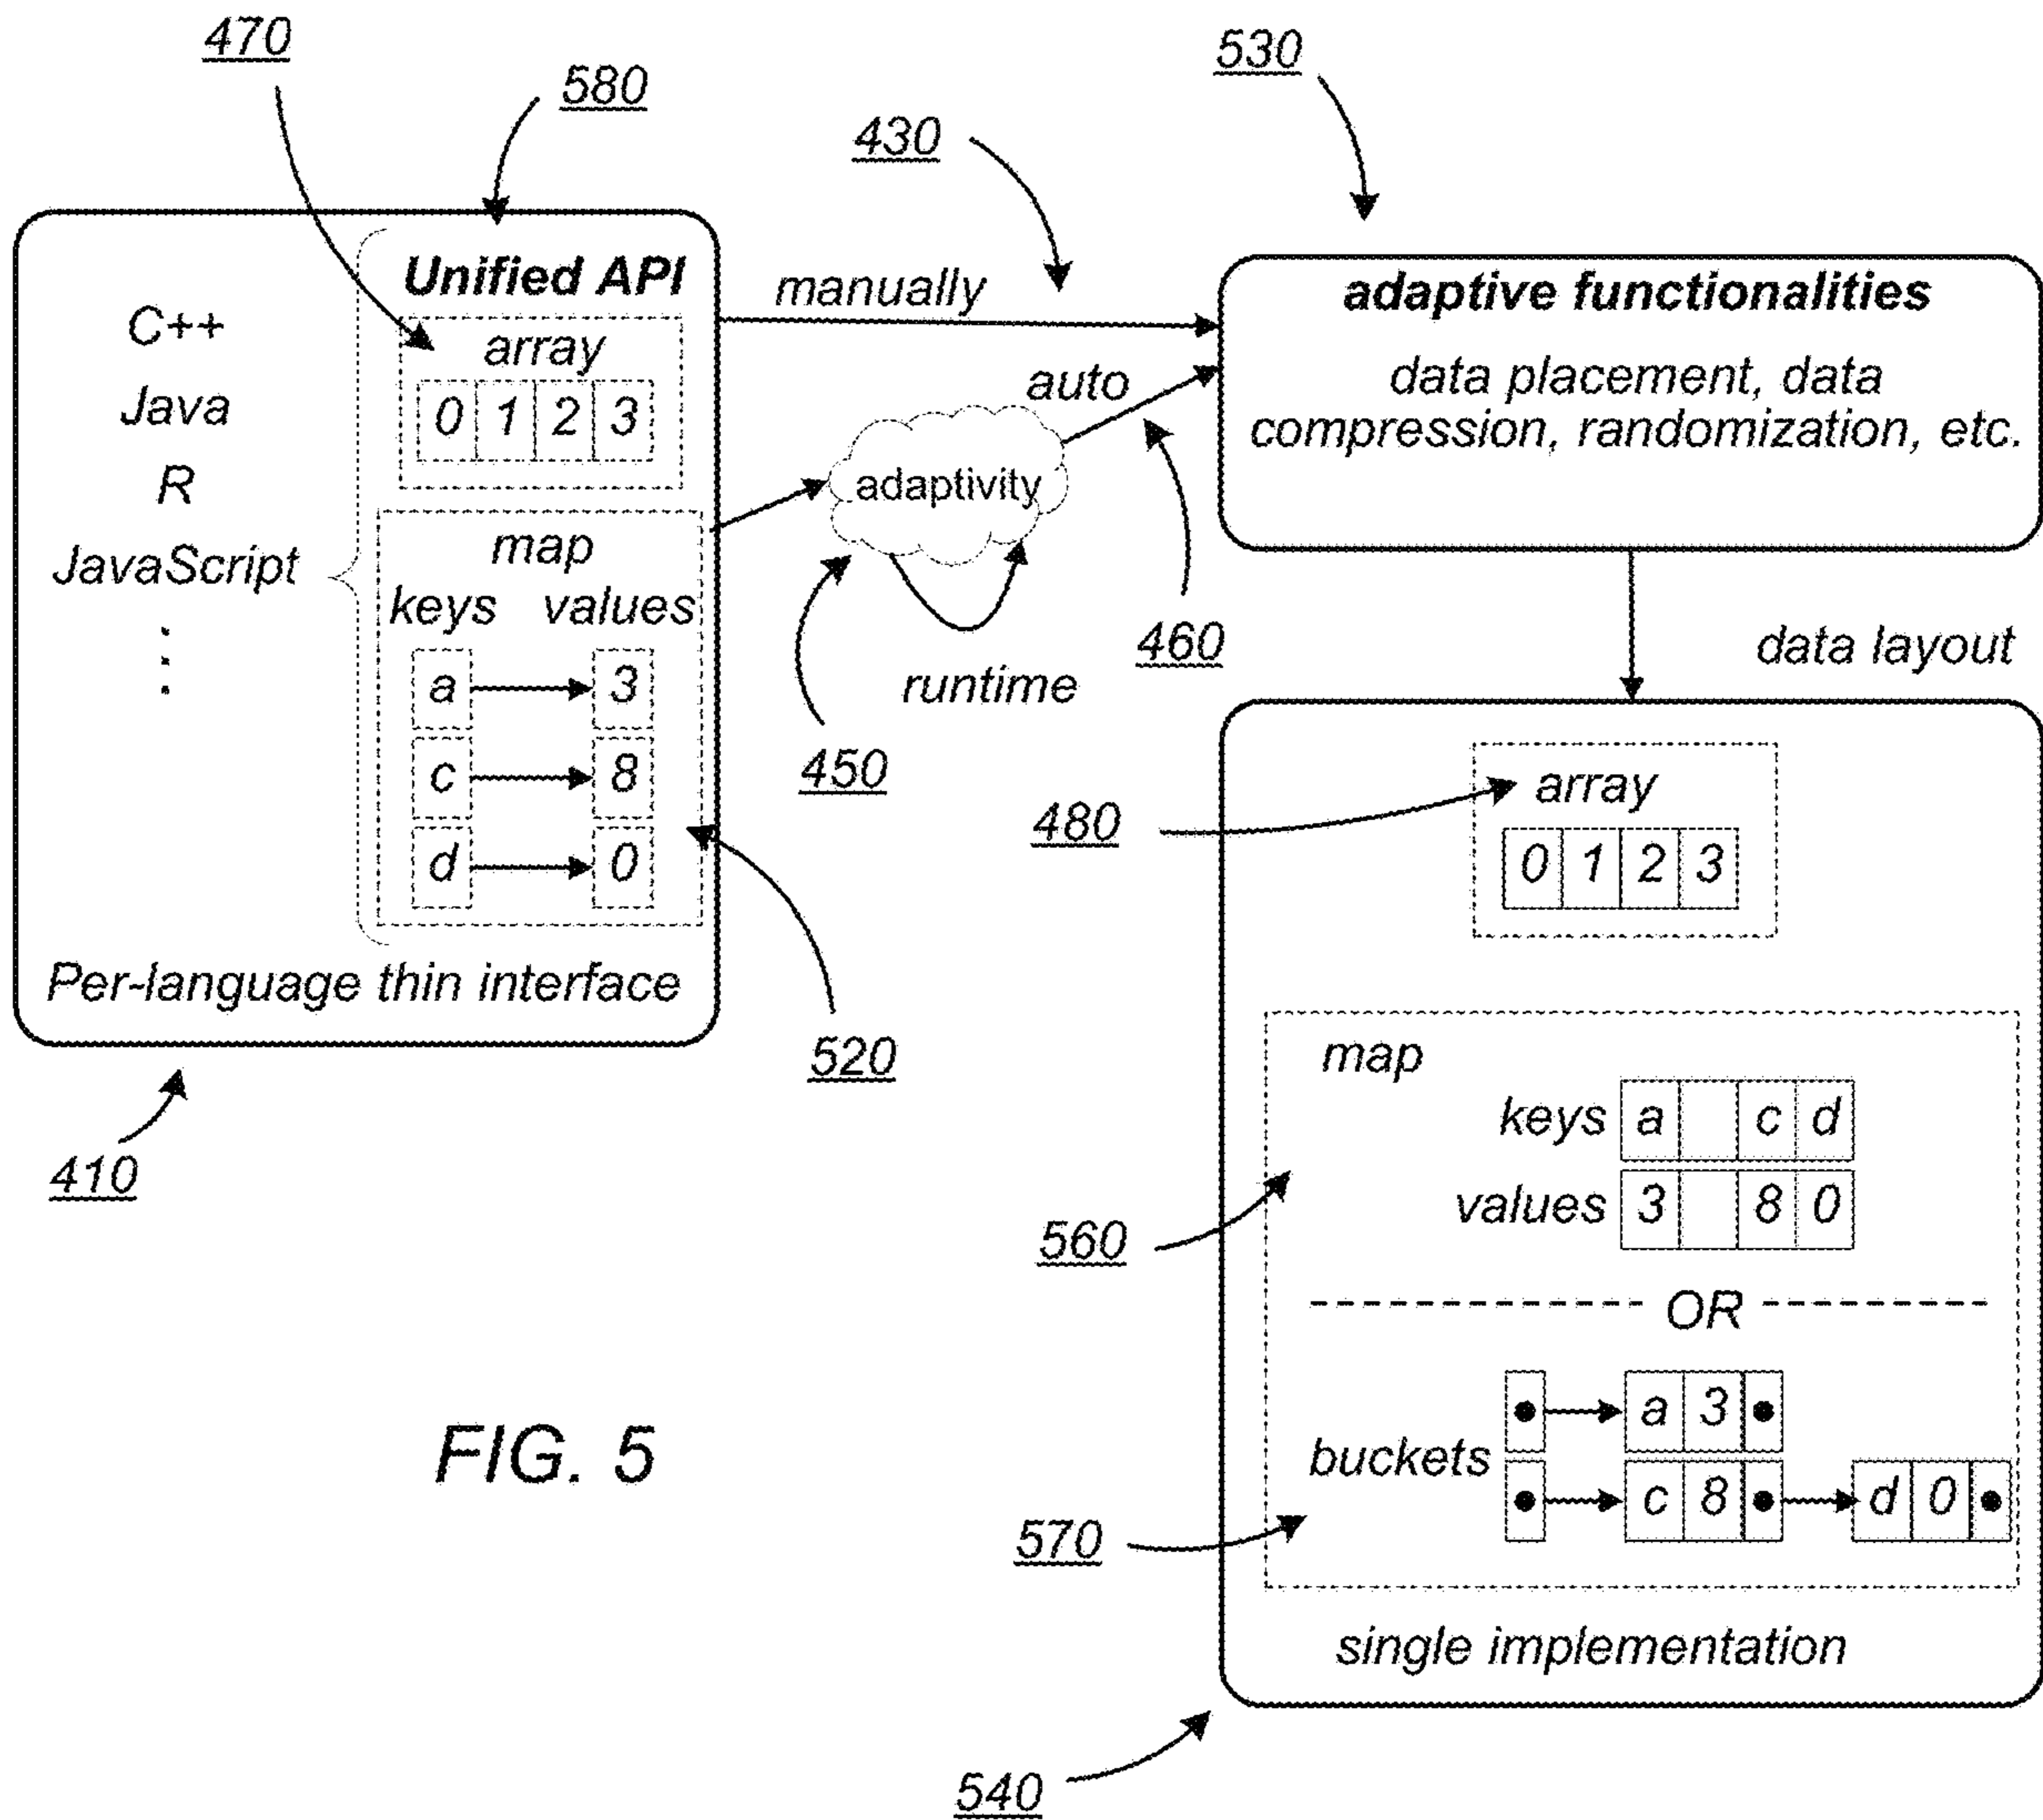 470
580
530
430
Unified API
C++
Java
R
JavaScript
.
.
.
array
0 1 2 3
map
keys values
a 3
c 8
d 0
Per-language thin interface
410
520
manually
auto
adaptivity
runtime
450
460
adaptive functionalities
data placement, data
compression, randomization, etc.
data layout
480
array
0 1 2 3
map
keys a c d
values 3 8 0
560
OR
buckets
a 3
c 8 d 0
570
single implementation
540
FIG. 5